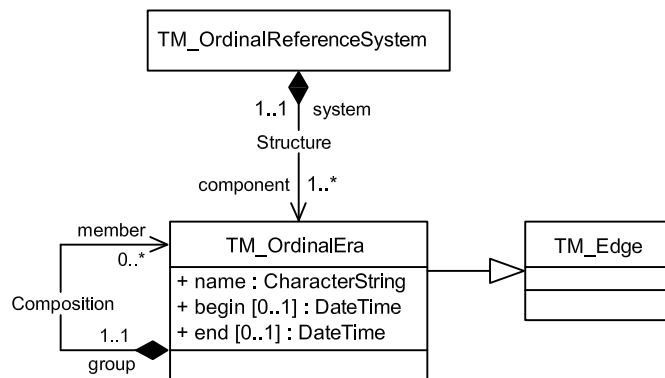 TM_OrdinalReferenceSystem
1..1 system
Structure
component 1..*
member
0..*
TM_OrdinalEra
TM_Edge
+ name : CharacterString
+ begin [0..1] : DateTime
+ end [0..1] : DateTime
Composition
1..1
group